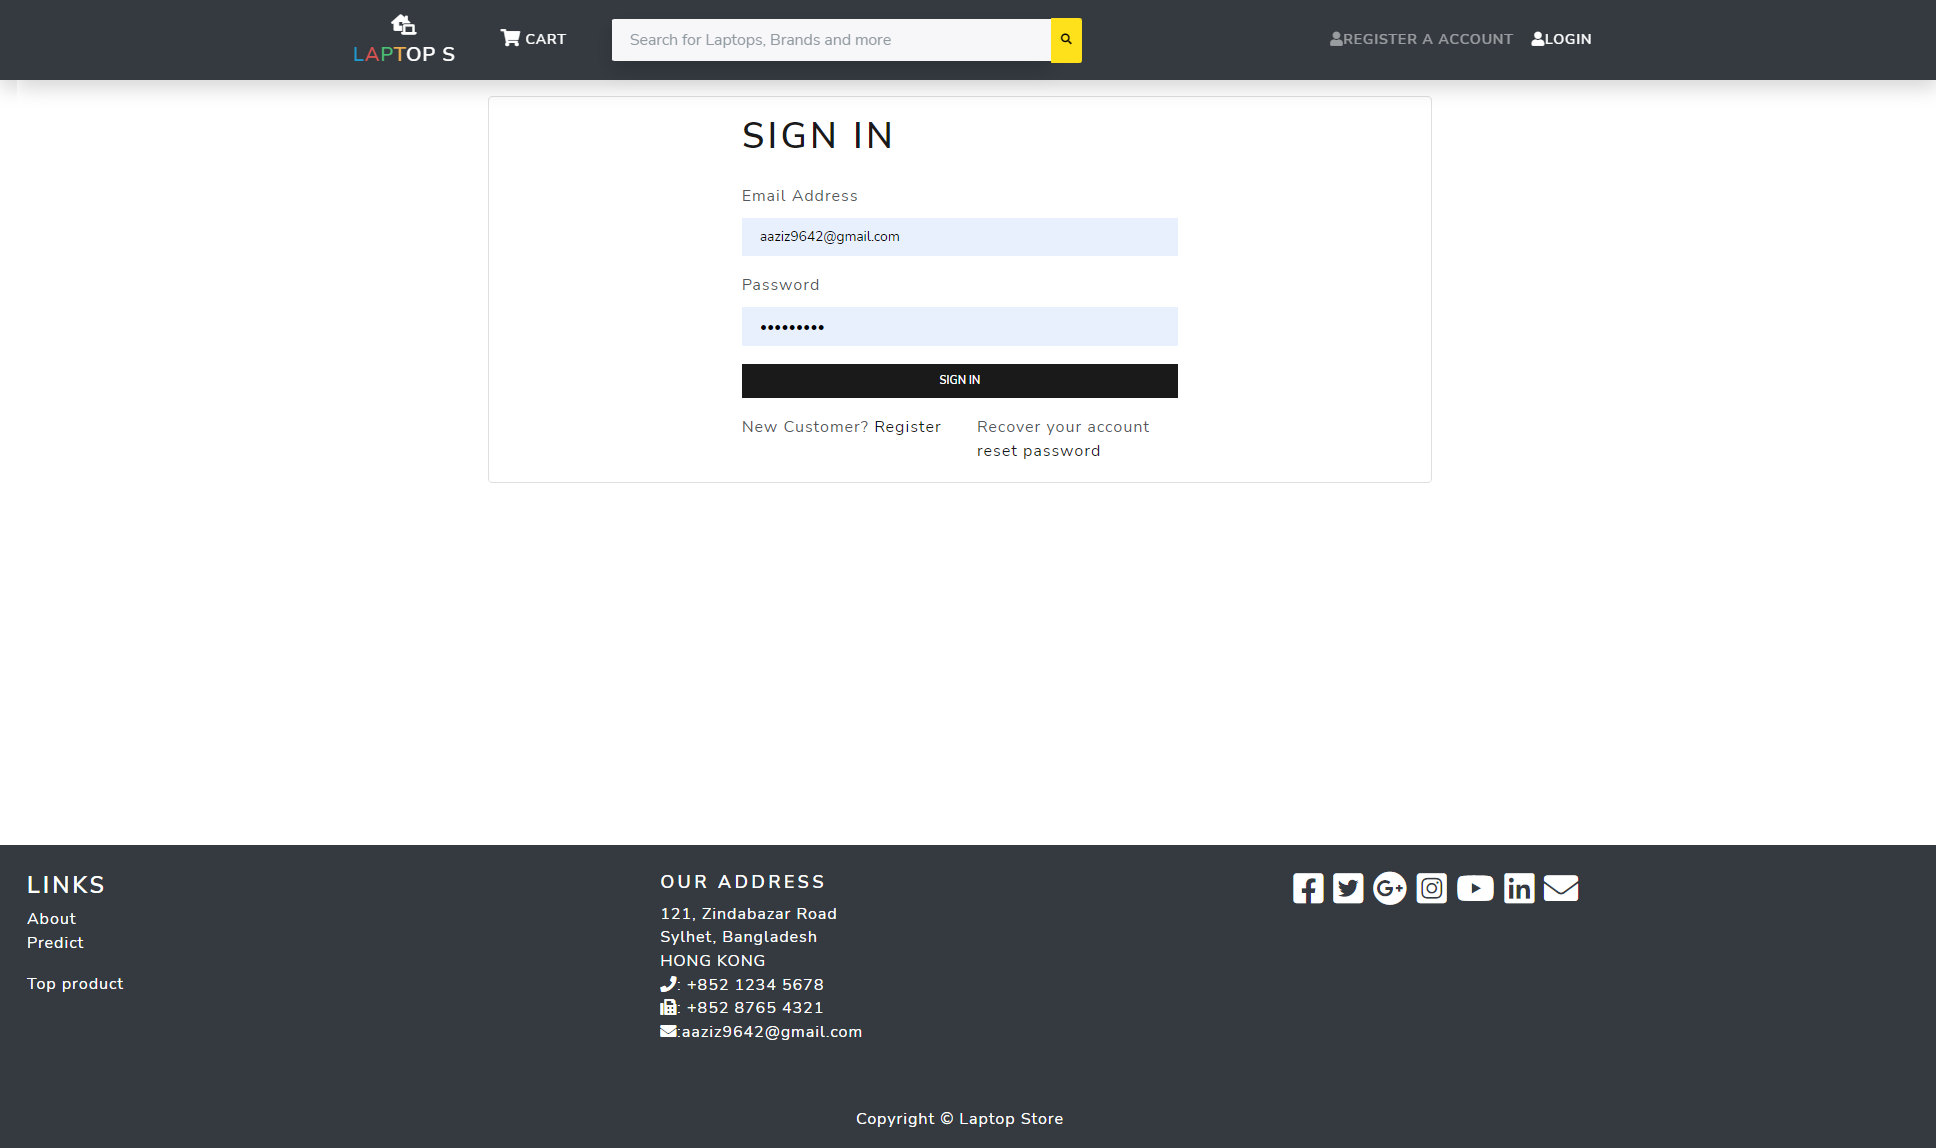 LAPTOP S
CART
Search for Laptops, Brands and more
REGISTER A ACCOUNT
LOGIN
SIGN IN
Email Address
aaziz9642@gmail.com
Password
•••••••••
SIGN IN
New Customer? Register
Recover your account
reset password
LINKS
About
Predict
Top product
OUR ADDRESS
121, Zindabazar Road
Sylhet, Bangladesh
HONG KONG
: +852 1234 5678
: +852 8765 4321
:aaziz9642@gmail.com
Copyright © Laptop Store